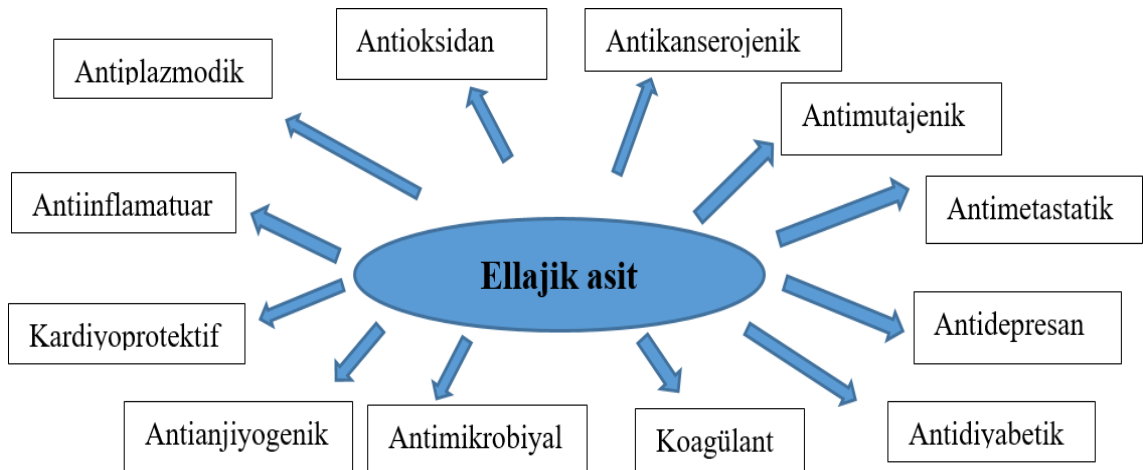 Antioksidan
Antikanserojenik
Antiplazmodik
Antimutajenik
Antiinflamatuar
Antimetastatik
Ellajik asit
Kardiyoprotektif
Antidepresan
Antianjiyogenik
Antimikrobiyal
Koagülant
Antidiyabetik